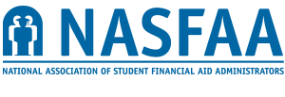 NASFAA
NATIONAL ASSOCIATION OF STUDENT FINANCIAL AID ADMINISTRATORS